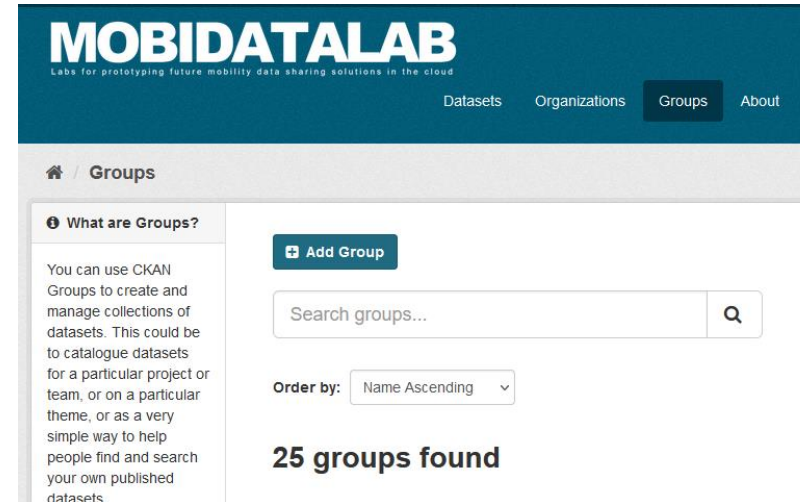 MOBIDATALAB
Labs for prototyping future mobility data sharing solutions in the cloud
Datasets Organizations Groups About
/ Groups
What are Groups?
You can use CKAN
Groups to create and
manage collections of
datasets. This could be
to catalogue datasets
for a particular project or
team, or on a particular
theme, or as a very
simple way to help
people find and search
your own published
datasets
Add Group
Search groups...
Order by: Name Ascending
25 groups found